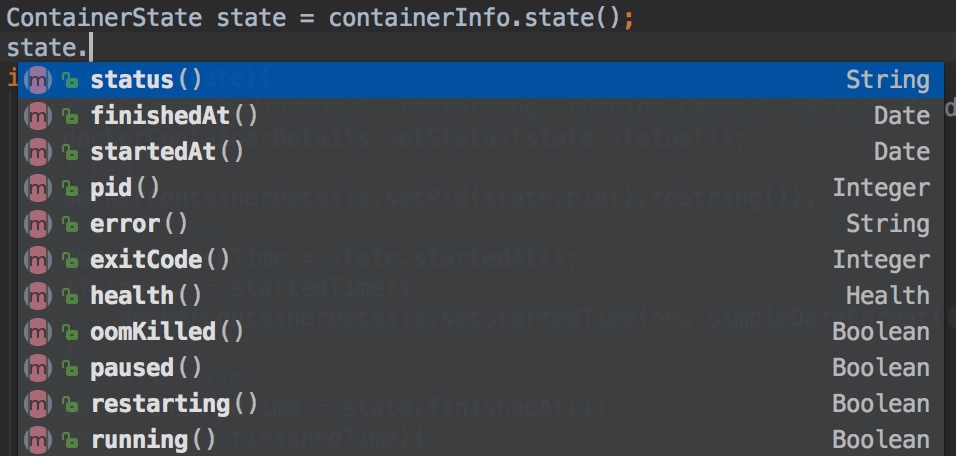 ContainerState state = containerInfo.state();
state.
m status() String
m finishedAt() Date
m startedAt() Date
m pid() Integer
m error() String
m exitCode() Integer
m health() Health
m oomKilled() Boolean
m paused() Boolean
m restarting() Boolean
m running() Boolean